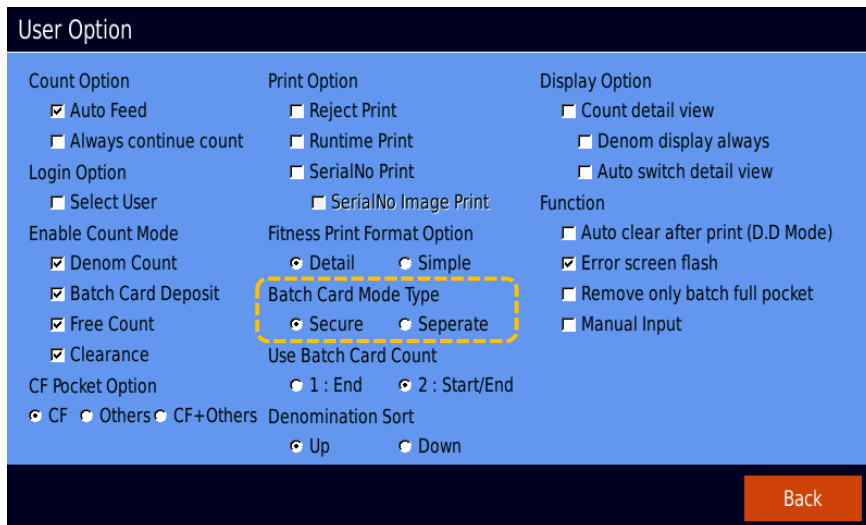 User Option
Count Option
Auto Feed
Always continue count
Login Option
Select User
Enable Count Mode
Denom Count
Batch Card Deposit
Free Count
Clearance
CF Pocket Option
CF Others CF+Others
Print Option
Reject Print
Runtime Print
SerialNo Print
SerialNo Image Print
Fitness Print Format Option
Detail Simple
Batch Card Mode Type
Secure Seperate
Use Batch Card Count
1 : End 2 : Start/End
Denomination Sort
Up Down
Display Option
Count detail view
Denom display always
Auto switch detail view
Function
Auto clear after print (D.D Mode)
Error screen flash
Remove only batch full pocket
Manual Input
Back